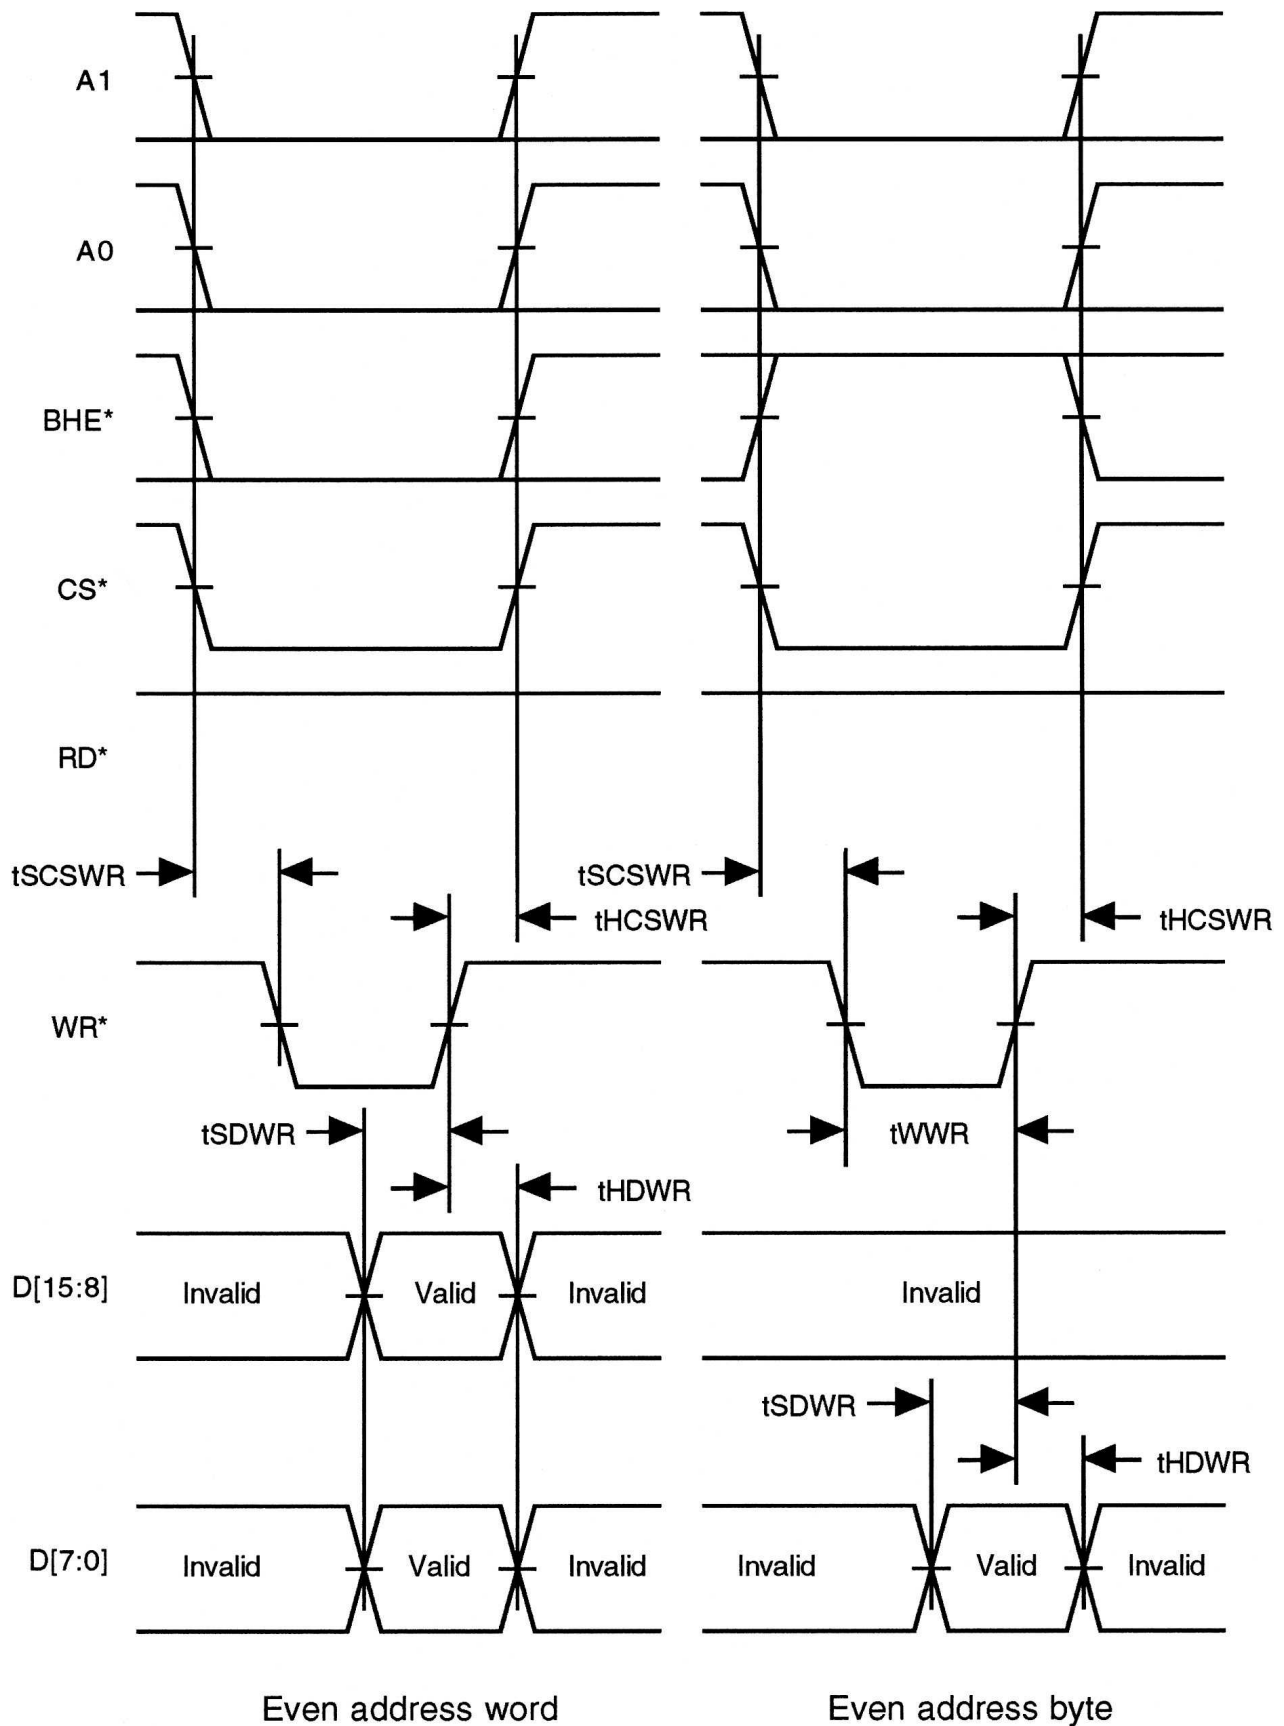 A1
A0
BHE*
CS*
RD*
tSCSWR tSCSWR
tHCSWR tHCSWR
WR*
tSDWR tWWR
tHDWR
D[15:8] Invalid Valid Invalid Invalid
tSDWR
tHDWR
D[7:0] Invalid Valid Invalid Invalid Valid Invalid
Even address word Even address byte